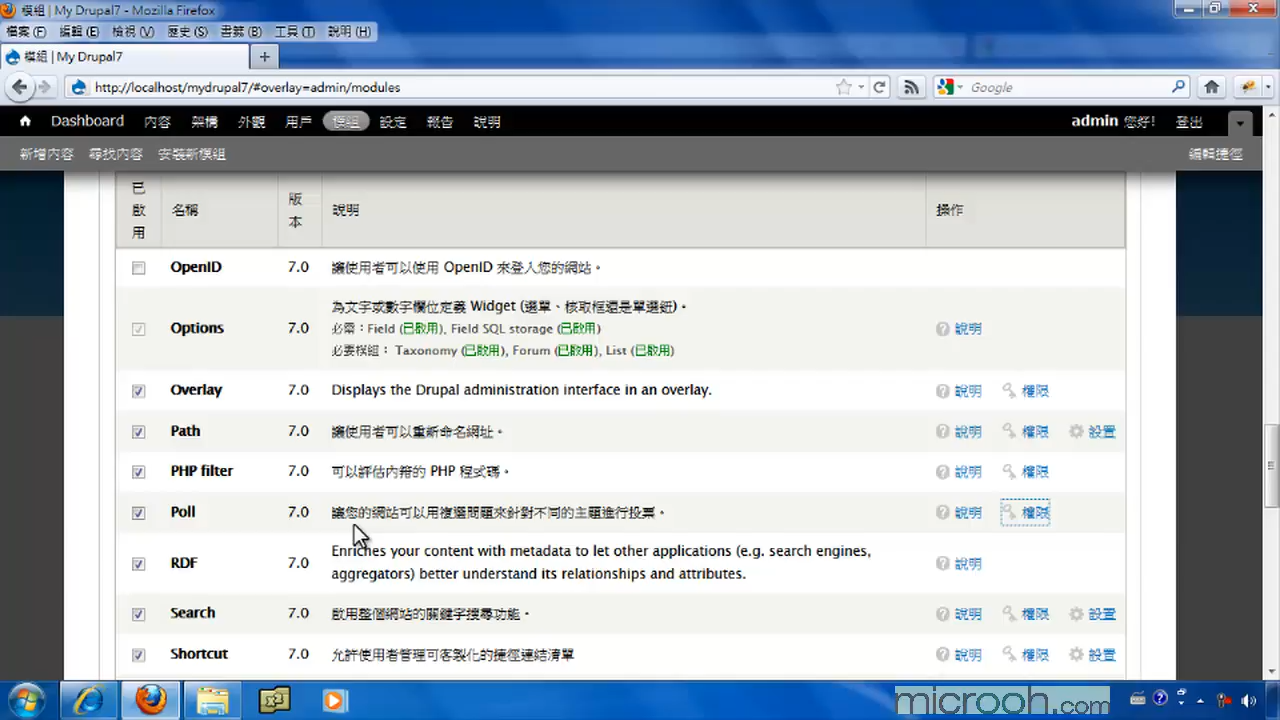 模組 | My Drupal7 - Mozilla Firefox
檔案 (F) 編輯 (E) 檢視 (V) 歷史 (S) 書籤 (B) 工具 (T) 說明 (H)
模組 | My Drupal7
http://localhost/mydrupal7/#overlay=admin/modules
Google
Dashboard 內容 架構 外觀 用戶 模組 設定 報告 說明 admin 您好! 登出
新增內容 尋找內容 安裝新模組 編輯捷徑
已啟用 名稱 版本 說明 操作
OpenID 7.0 讓使用者可以使用 OpenID 來登入您的網站。
為文字或數字欄位定義 Widget (選單、核取框還是單選鈕)。
Options 7.0 必需：Field (已啟用), Field SQL storage (已啟用) 說明
必要模組： Taxonomy (已啟用), Forum (已啟用), List (已啟用)
Overlay 7.0 Displays the Drupal administration interface in an overlay. 說明 權限
Path 7.0 讓使用者可以重新命名網址。 說明 權限 設置
PHP filter 7.0 可以評估內容的 PHP 程式碼。 說明 權限
Poll 7.0 讓您的網站可以用複選問題來針對不同的主題進行投票。 說明 權限
RDF 7.0 Enriches your content with metadata to let other applications (e.g. search engines, 說明
aggregators) better understand its relationships and attributes.
Search 7.0 啟用整個網站的關鍵字搜尋功能。 說明 權限 設置
Shortcut 7.0 允許使用者管理可客製化的捷徑連結清單 說明 權限 設置
microoh.com